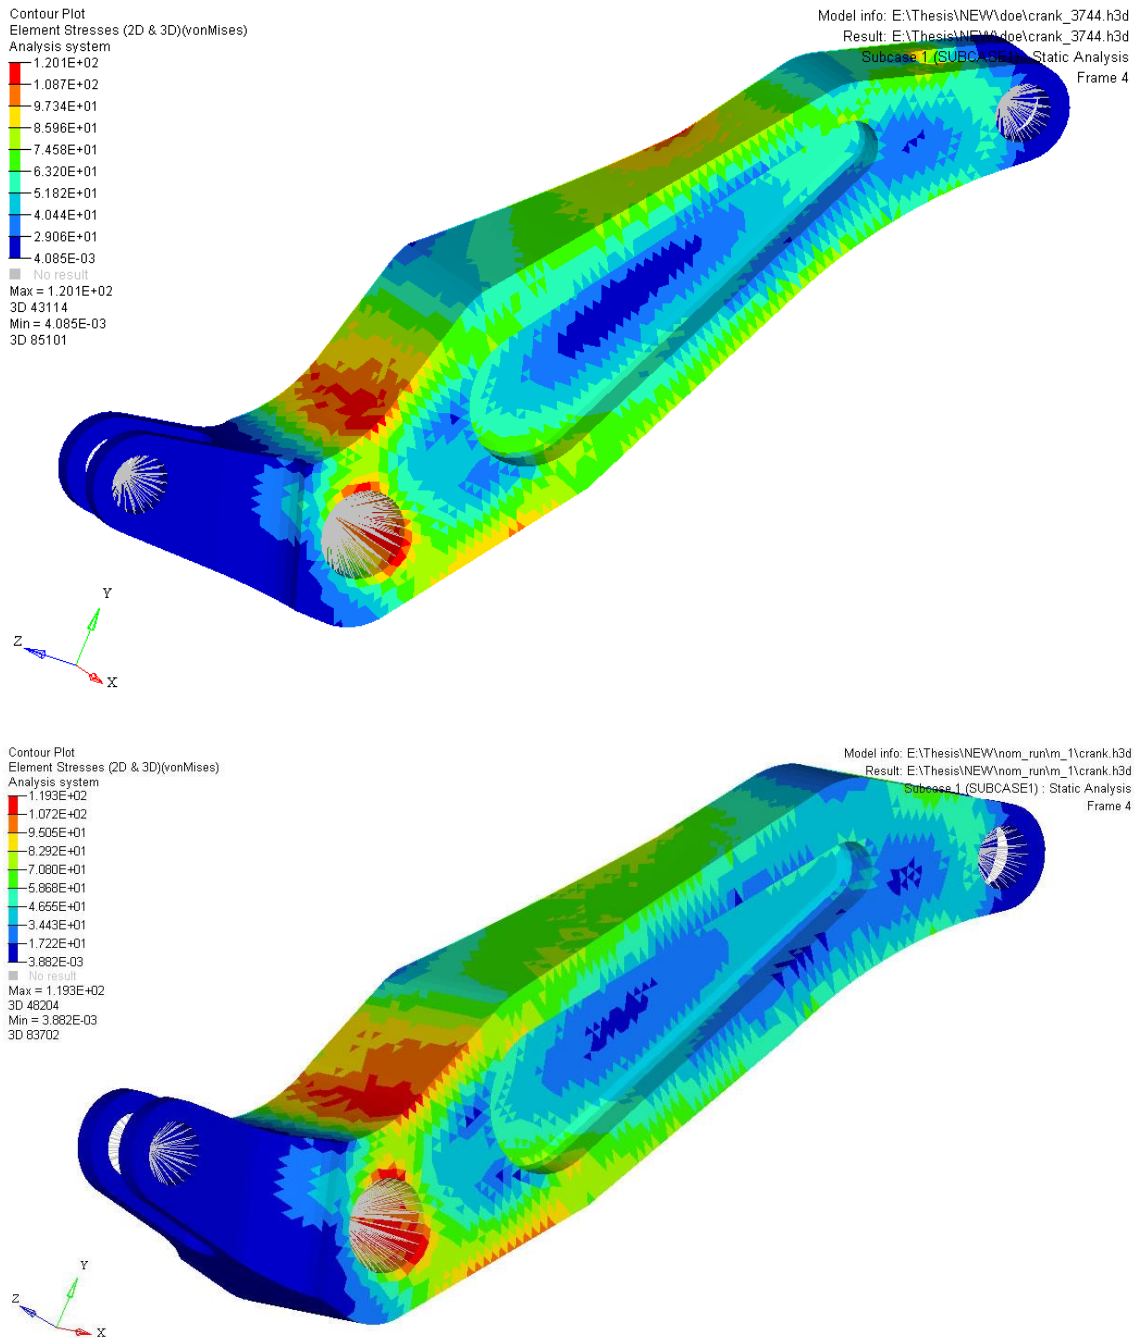 Contour Plot
Element Stresses (2D & 3D)(vonMises)
Analysis system
1.201E+02
1.087E+02
9.734E+01
8.596E+01
7.458E+01
6.320E+01
5.182E+01
4.044E+01
2.906E+01
4.085E-03
No result
Max = 1.201E+02
3D 43114
Min = 4.085E-03
3D 85101
Model info: E:\Thesis\NEW\doe\crank_3744.h3d
Result: E:\Thesis\NEW\doe\crank_3744.h3d
Subcase 1 (SUBCASE1) : Static Analysis
Frame 4
Y
Z
X
Contour Plot
Element Stresses (2D & 3D)(vonMises)
Analysis system
1.193E+02
1.072E+02
9.505E+01
8.292E+01
7.080E+01
5.868E+01
4.655E+01
3.443E+01
1.722E+01
3.882E-03
No result
Max = 1.193E+02
3D 48204
Min = 3.882E-03
3D 83702
Model info: E:\Thesis\NEW\nom_run\m_1\crank.h3d
Result: E:\Thesis\NEW\nom_run\m_1\crank.h3d
Subcase 1 (SUBCASE1) : Static Analysis
Frame 4
Y
Z
X